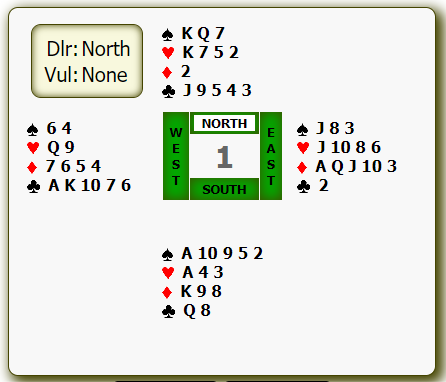 Dlr: North
Vul: None
♠ K Q 7
♥ K 7 5 2
♦ 2
♣ J 9 5 4 3
♠ 6 4
♥ Q 9
♦ 7 6 5 4
♣ A K 10 7 6
NORTH
WEST
1
EAST
SOUTH
♠ J 8 3
♥ J 10 8 6
♦ A Q J 10 3
♣ 2
♠ A 10 9 5 2
♥ A 4 3
♦ K 9 8
♣ Q 8